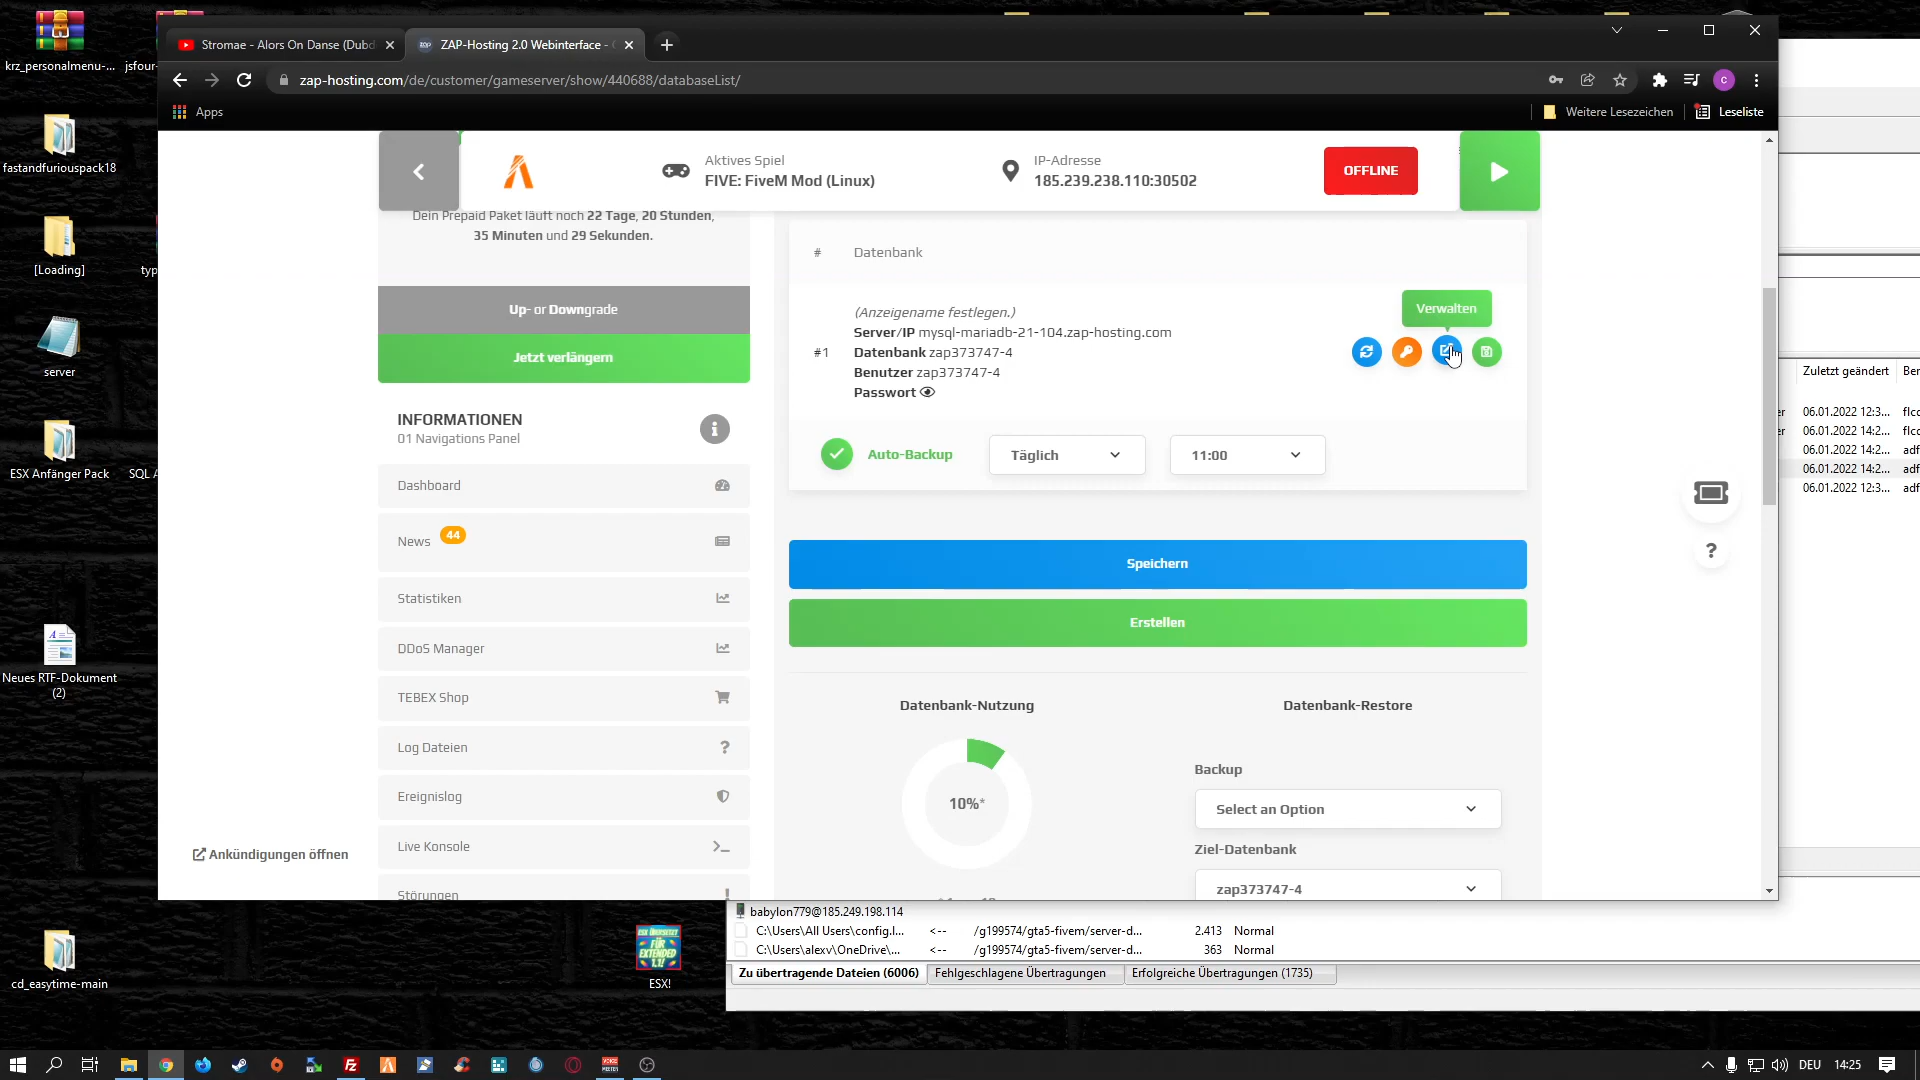 krz_personalmenu-...
jsfour-
fastandfuriouspack18
[Loading]
typ
server
ESX Anfänger Pack
SQL A
Neues RTF-Dokument
(2)
cd_easytime-main
ESX!
Stromae - Alors On Danse (Dubd
ZAP-Hosting 2.0 Webinterface -
zap-hosting.com/de/customer/gameserver/show/440688/databaseList/
C
Apps
Weitere Lesezeichen
Leseliste
Aktives Spiel
FIVE: FiveM Mod (Linux)
IP-Adresse
185.239.238.110:30502
OFFLINE
Dein Prepaid Paket läuft noch 22 Tage, 20 Stunden,
35 Minuten und 29 Sekunden.
Up- or Downgrade
Jetzt verlängern
INFORMATIONEN
01 Navigations Panel
Dashboard
News 44
Statistiken
DDoS Manager
TEBEX Shop
Log Dateien
Ereignislog
Live Konsole
Störungen
Ankündigungen öffnen
# Datenbank
Verwalten
#1
(Anzeigename festlegen.)
Server/IP mysql-mariadb-21-104.zap-hosting.com
Datenbank zap373747-4
Benutzer zap373747-4
Passwort
Auto-Backup
Täglich
11:00
Speichern
Erstellen
Datenbank-Nutzung
10%*
Datenbank-Restore
Backup
Select an Option
Ziel-Datenbank
zap373747-4
?
Zuletzt geändert Ber
er 06.01.2022 12:3... flcc
er 06.01.2022 14:2... flcc
06.01.2022 14:2... adf
06.01.2022 14:2... adf
06.01.2022 12:3... adf
babylon779@185.249.198.114
C:\Users\All Users\config.l... <-- /g199574/gta5-fivem/server-d... 2.413 Normal
C:\Users\alexv\OneDrive\... <-- /g199574/gta5-fivem/server-d... 363 Normal
Zu übertragende Dateien (6006) Fehlgeschlagene Übertragungen Erfolgreiche Übertragungen (1735)
DEU 14:25